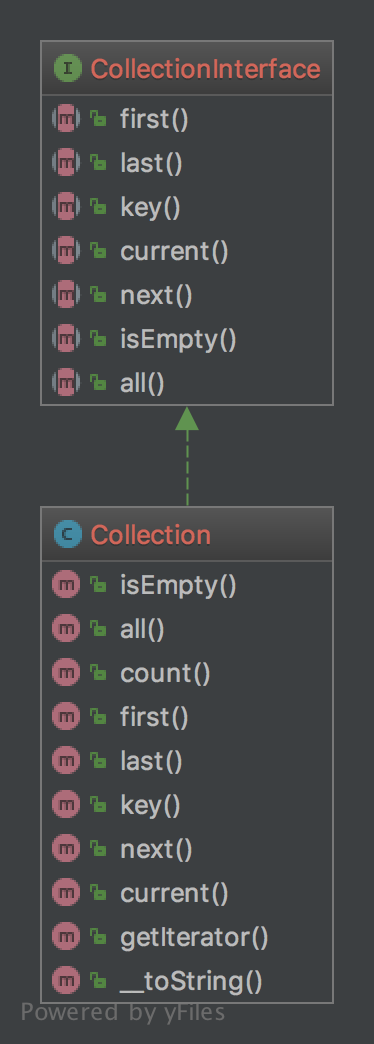 I CollectionInterface
m first()
m last()
m key()
m current()
m next()
m isEmpty()
m all()
C Collection
m isEmpty()
m all()
m count()
m first()
m last()
m key()
m next()
m current()
m getIterator()
m __toString()
Powered by yFiles